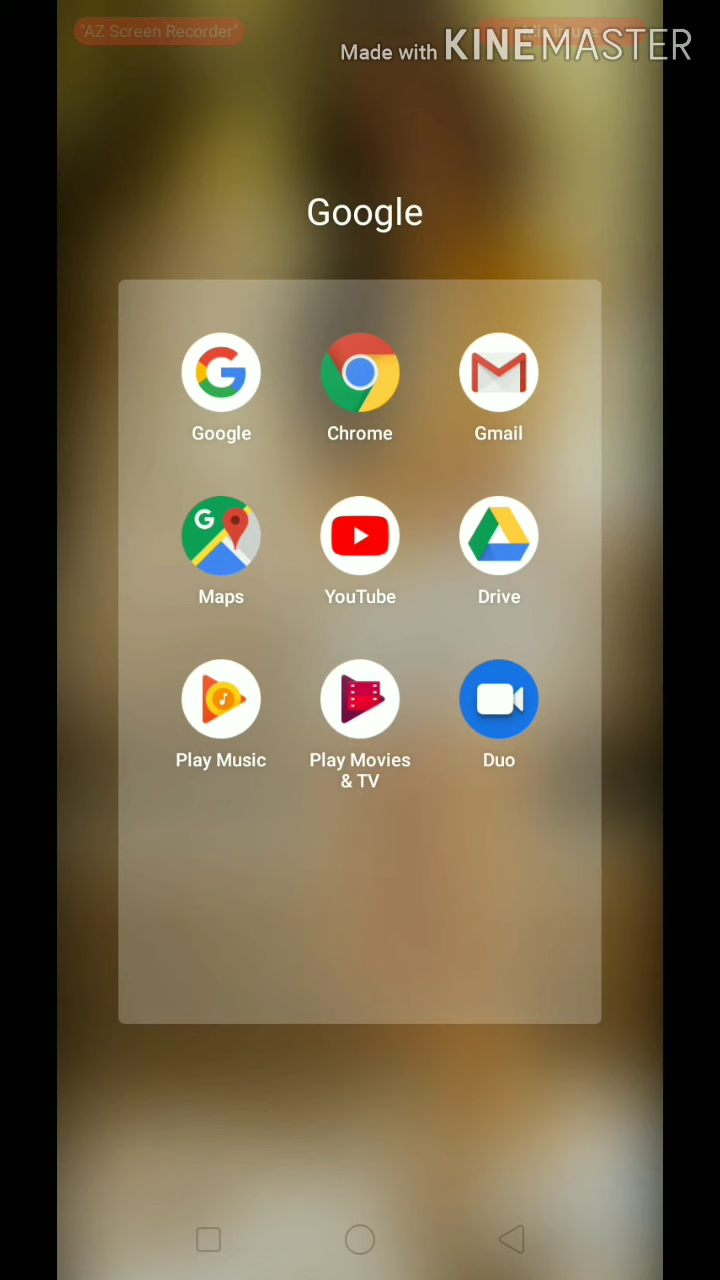 "AZ Screen Recorder"
Made with KINEMASTER
Google
Google Chrome Gmail
G
Maps YouTube Drive
Play Music Play Movies Duo
& TV